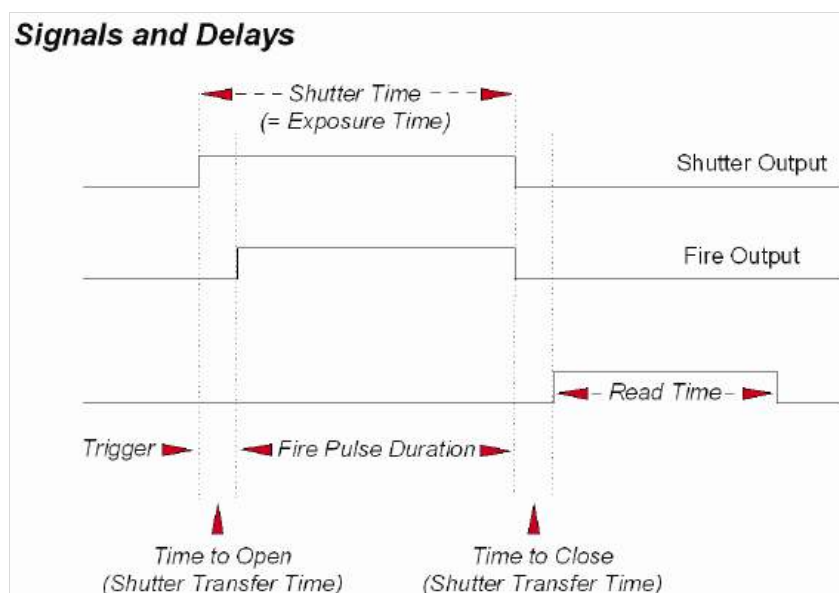 Signals and Delays
Shutter Time
(= Exposure Time)
Shutter Output
Fire Output
Read Time
Trigger
Fire Pulse Duration
Time to Open
(Shutter Transfer Time)
Time to Close
(Shutter Transfer Time)